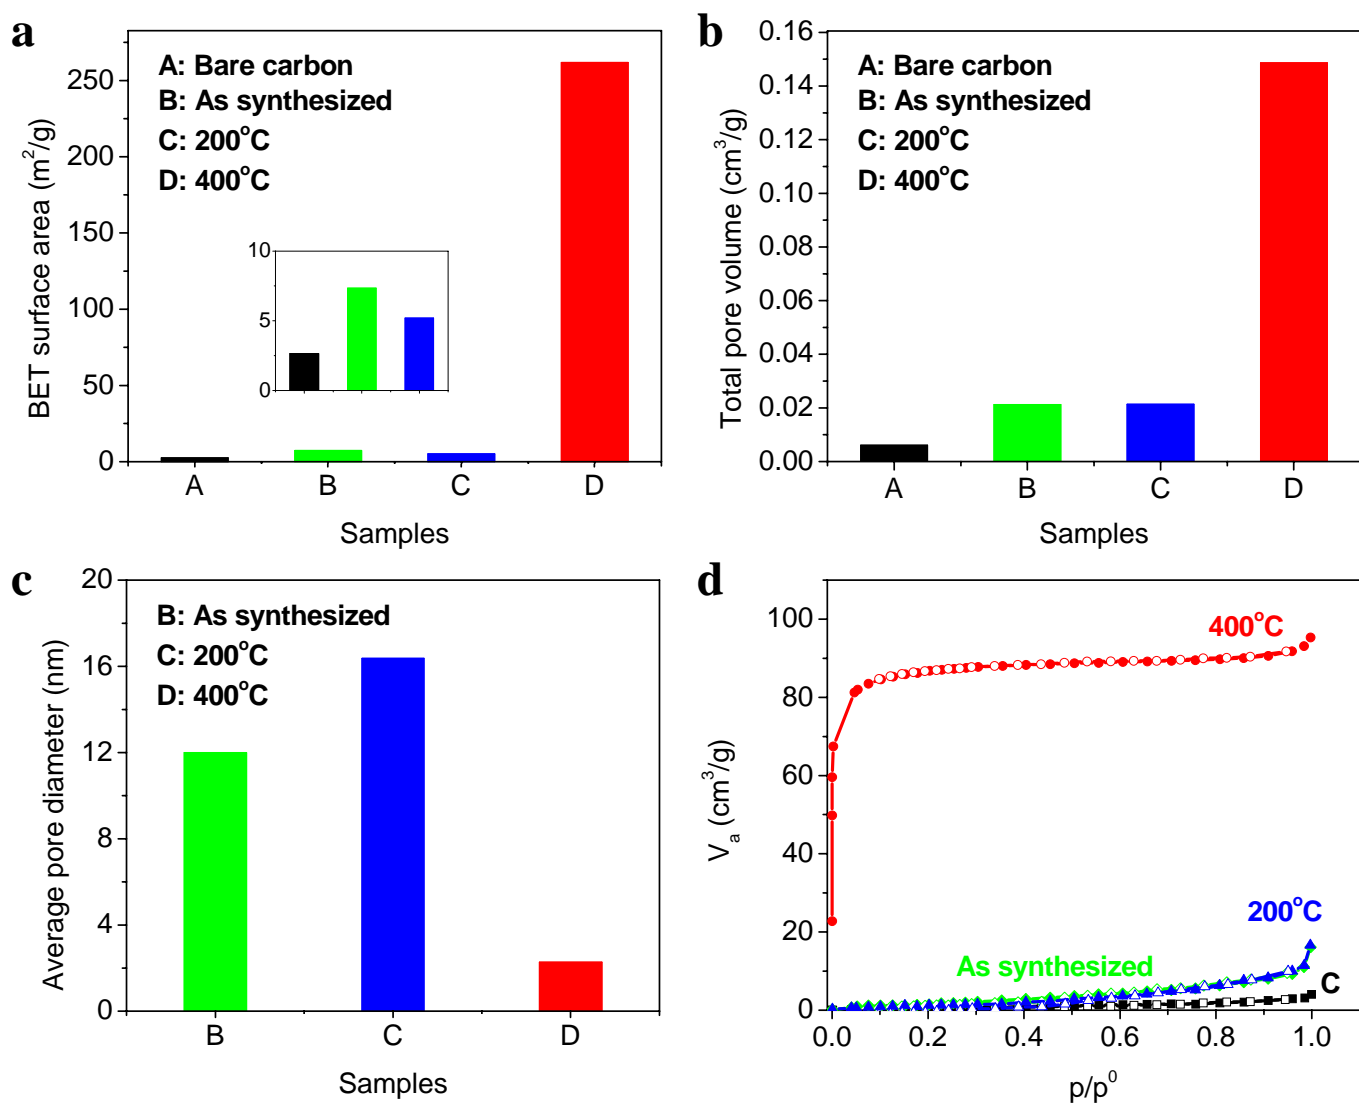 a
BET surface area (m²/g)
250
200
150
100
50
0
A: Bare carbon
B: As synthesized
C: 200°C
D: 400°C
10
5
0
A B C D
Samples
b
Total pore volume (cm³/g)
0.16
0.14
0.12
0.10
0.08
0.06
0.04
0.02
0.00
A: Bare carbon
B: As synthesized
C: 200°C
D: 400°C
A B C D
Samples
c
Average pore diameter (nm)
20
16
12
8
4
0
B: As synthesized
C: 200°C
D: 400°C
B C D
Samples
d
Vₐ (cm³/g)
100
80
60
40
20
0
400°C
200°C
As synthesized
C
0.0 0.2 0.4 0.6 0.8 1.0
p/p⁰